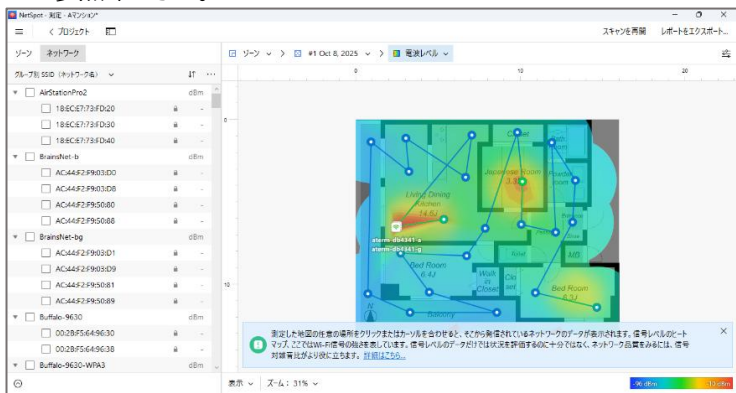 NetSpot - 測定 - Aマンション*
プロジェクト
スキャンを再開 レポートをエクスポート...
ゾーン ネットワーク
ゾーン #1 Oct 8, 2025 電波レベル
グループ別 SSID (ネットワーク名)
0 10 20
AirStationPro2 dBm
18:EC:E7:73:FD:20 -
18:EC:E7:73:FD:30 -
18:EC:E7:73:FD:40 -
BrainsNet-b dBm
AC:44:F2:F9:03:D0 -
AC:44:F2:F9:03:D8 -
AC:44:F2:F9:50:80 -
AC:44:F2:F9:50:88 -
BrainsNet-bg dBm
AC:44:F2:F9:03:D1 -
AC:44:F2:F9:03:D9 -
AC:44:F2:F9:50:81 -
AC:44:F2:F9:50:89 -
Buffalo-9630 dBm
00:2B:F5:64:96:30 -
00:2B:F5:64:96:38 -
Buffalo-9630-WPA3 dBm
0
10
Japanese Room
Powder
room
Living Dining
Kitchen
14.6J
aterm-db4341-a
aterm-db4341-g
Bed Room
6.4J
Walk
in
Closet
MB
Bed Room
Balcony
N
測定した地図の任意の場所をクリックまたはカーソルを合わせると、そこから発信されているネットワークのデータが表示されます。信号レベルのヒート
マップ、ここではWi-Fi信号の強さを表しています。信号レベルのデータだけでは状況を評価するのに十分ではなく、ネットワーク品質をみるには、信号
対雑音比がより役に立ちます。 詳細はこちら...
表示 ズーム: 31%
-96 dBm